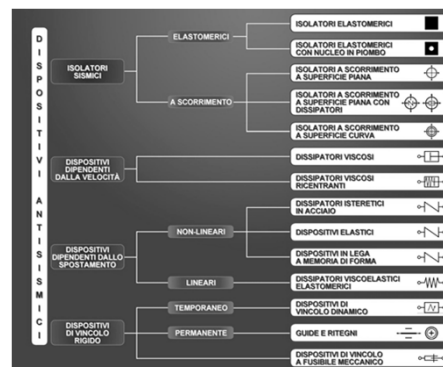 DISPOSITIVI ANTISISMICI
ISOLATORI
SISMICI
ELASTOMERICI
ISOLATORI ELASTOMERICI
ISOLATORI ELASTOMERICI
CON NUCLEO IN PIOMBO
A SCORRIMENTO
ISOLATORI A SCORRIMENTO
A SUPERFICIE PIANA
ISOLATORI A SCORRIMENTO
A SUPERFICIE PIANA CON
DISSIPATORI
ISOLATORI A SCORRIMENTO
A SUPERFICIE CURVA
DISPOSITIVI
DIPENDENTI
DALLA VELOCITÀ
DISSIPATORI VISCOSI
DISSIPATORI VISCOSI
RICENTRANTI
DISPOSITIVI
DIPENDENTI DALLO
SPOSTAMENTO
NON-LINEARI
DISSIPATORI ISTERETICI
IN ACCIAIO
DISPOSITIVI ELASTICI
DISPOSITIVI IN LEGA
A MEMORIA DI FORMA
LINEARI
DISSIPATORI VISCOELASTICI
ELASTOMERICI
DISPOSITIVI
DI VINCOLO
RIGIDO
TEMPORANEO
DISPOSITIVI DI
VINCOLO DINAMICO
PERMANENTE
GUIDE E RITEGNI
DISPOSITIVI DI VINCOLO
A FUSIBILE MECCANICO